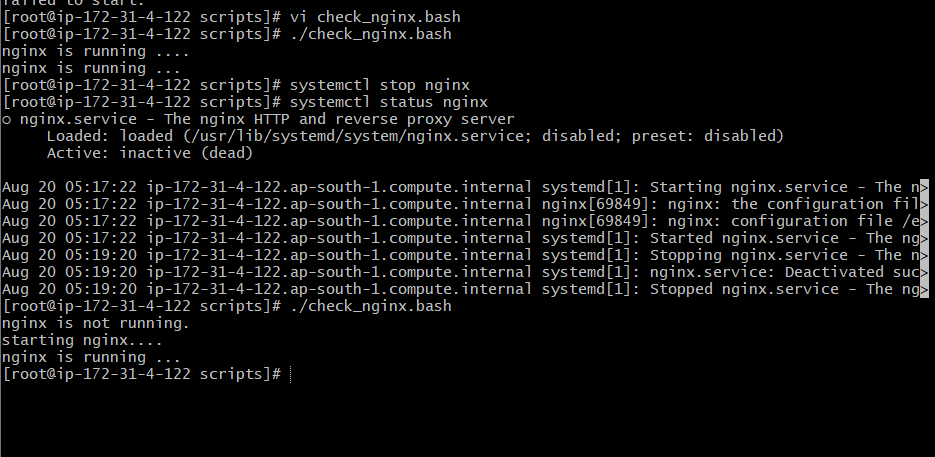 failed to start.
[root@ip-172-31-4-122 scripts]# vi check_nginx.bash
[root@ip-172-31-4-122 scripts]# ./check_nginx.bash
nginx is running ....
nginx is running ...
[root@ip-172-31-4-122 scripts]# systemctl stop nginx
[root@ip-172-31-4-122 scripts]# systemctl status nginx
○ nginx.service - The nginx HTTP and reverse proxy server
     Loaded: loaded (/usr/lib/systemd/system/nginx.service; disabled; preset: disabled)
     Active: inactive (dead)

Aug 20 05:17:22 ip-172-31-4-122.ap-south-1.compute.internal systemd[1]: Starting nginx.service - The n>
Aug 20 05:17:22 ip-172-31-4-122.ap-south-1.compute.internal nginx[69849]: nginx: the configuration fil>
Aug 20 05:17:22 ip-172-31-4-122.ap-south-1.compute.internal nginx[69849]: nginx: configuration file /e>
Aug 20 05:17:22 ip-172-31-4-122.ap-south-1.compute.internal systemd[1]: Started nginx.service - The ng>
Aug 20 05:19:20 ip-172-31-4-122.ap-south-1.compute.internal systemd[1]: Stopping nginx.service - The n>
Aug 20 05:19:20 ip-172-31-4-122.ap-south-1.compute.internal systemd[1]: nginx.service: Deactivated suc>
Aug 20 05:19:20 ip-172-31-4-122.ap-south-1.compute.internal systemd[1]: Stopped nginx.service - The ng>
[root@ip-172-31-4-122 scripts]# ./check_nginx.bash
nginx is not running.
starting nginx....
nginx is running ...
[root@ip-172-31-4-122 scripts]#